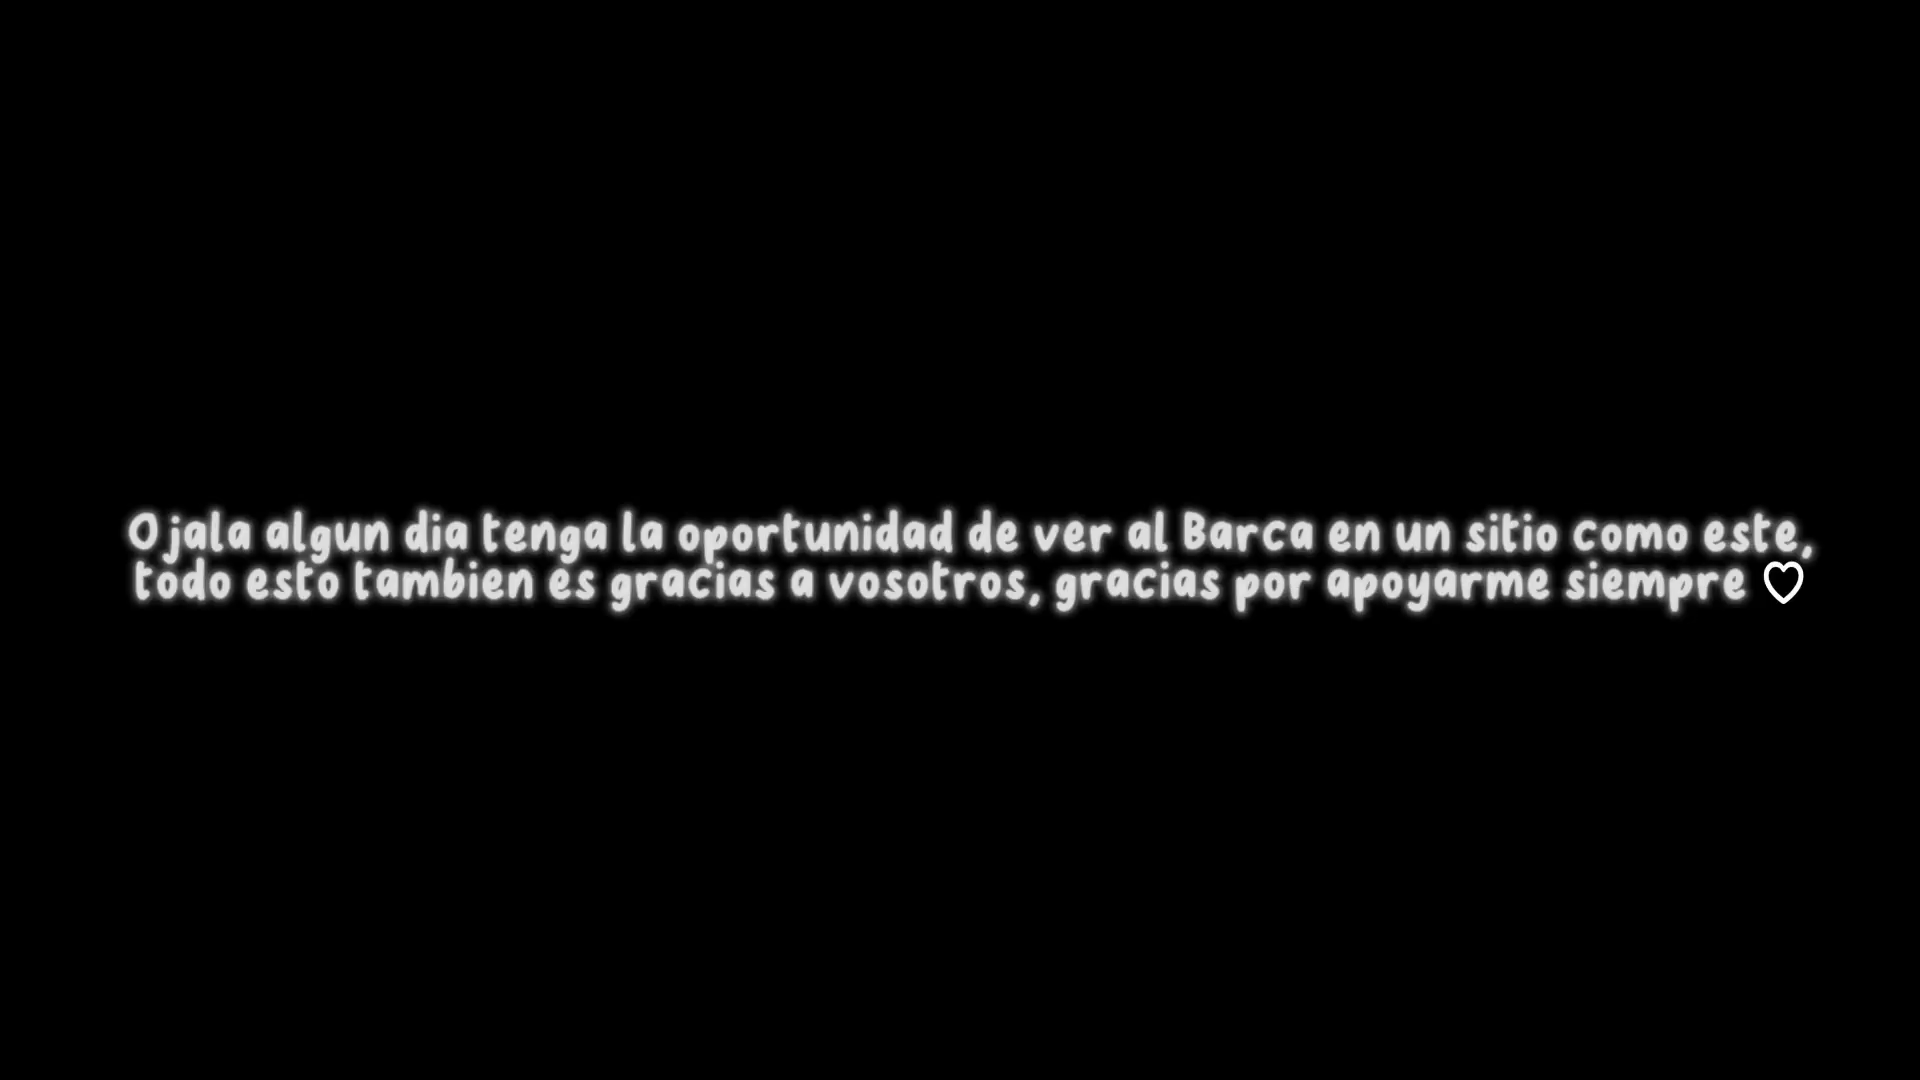 Ojala algun dia tenga la oportunidad de ver al Barca en un sitio como este,
todo esto tambien es gracias a vosotros, gracias por apoyarme siempre ♡